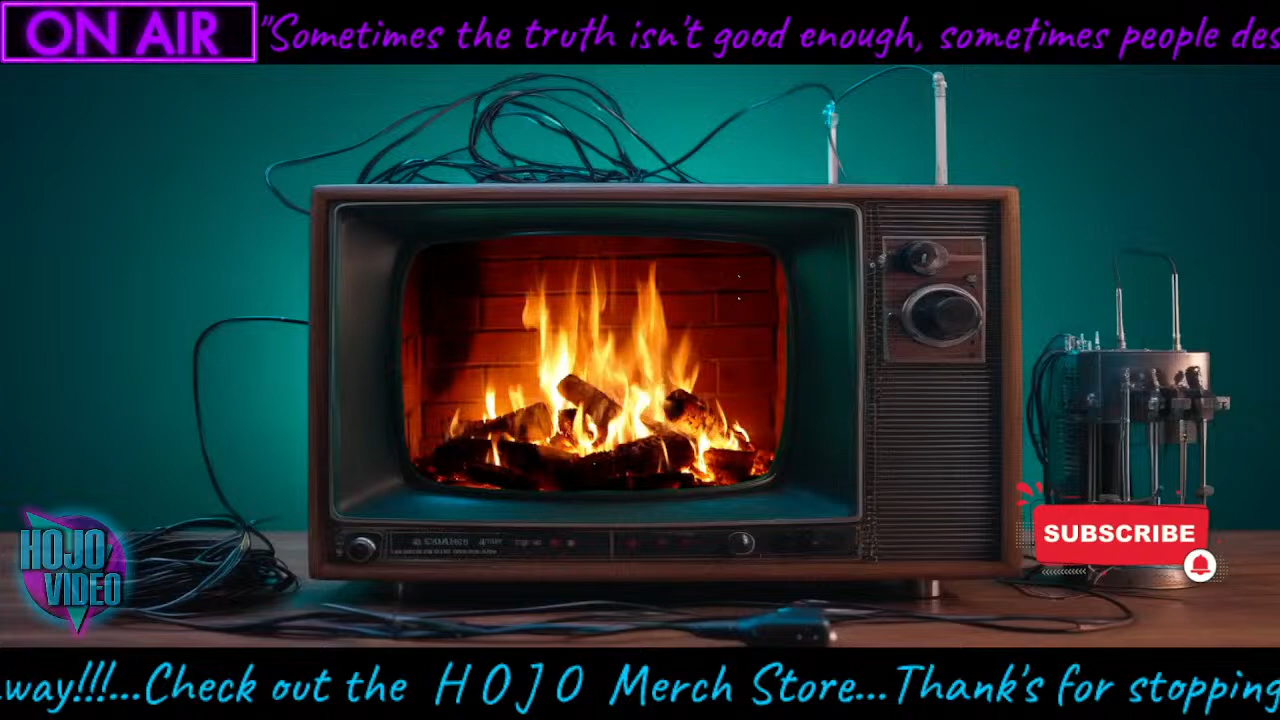 ON AIR
"Sometimes the truth isn't good enough, sometimes people des
HOJO
VIDEO
SUBSCRIBE
way!!!...Check out the HOJO Merch Store...Thank's for stopping